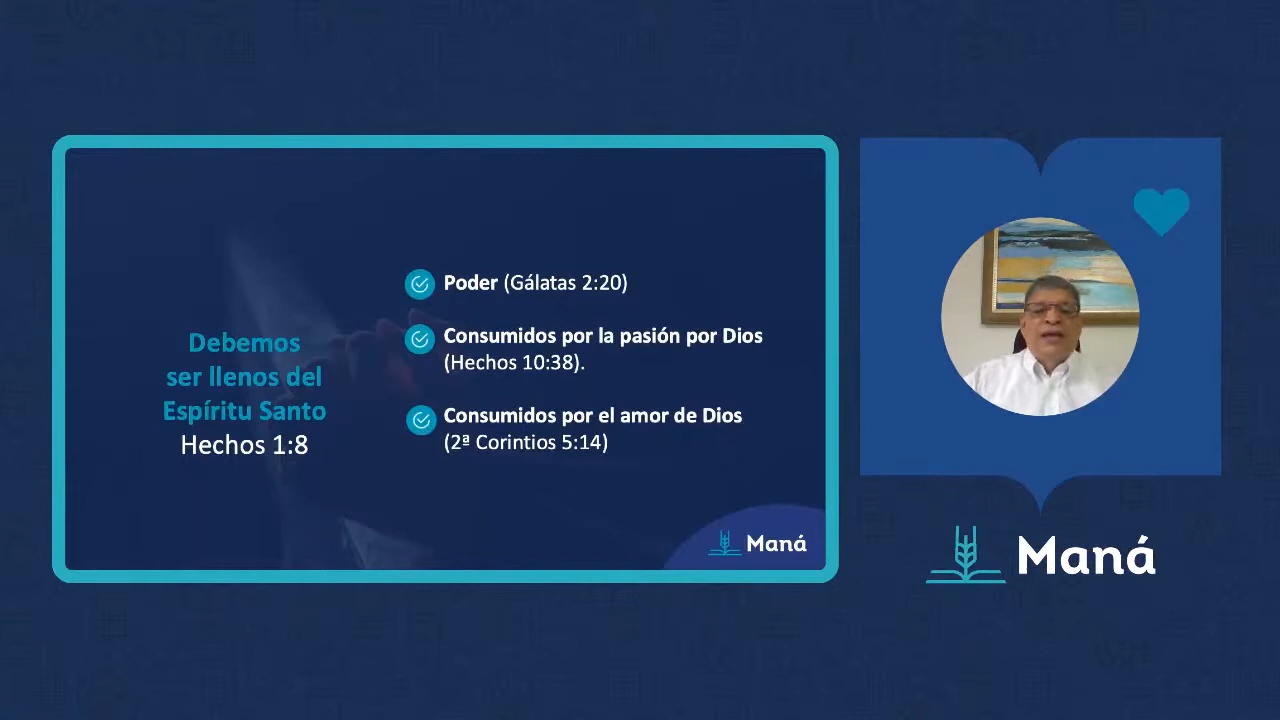 Debemos
ser llenos del
Espíritu Santo
Hechos 1:8
Poder (Gálatas 2:20)
Consumidos por la pasión por Dios
(Hechos 10:38).
Consumidos por el amor de Dios
(2ª Corintios 5:14)
Maná
Maná